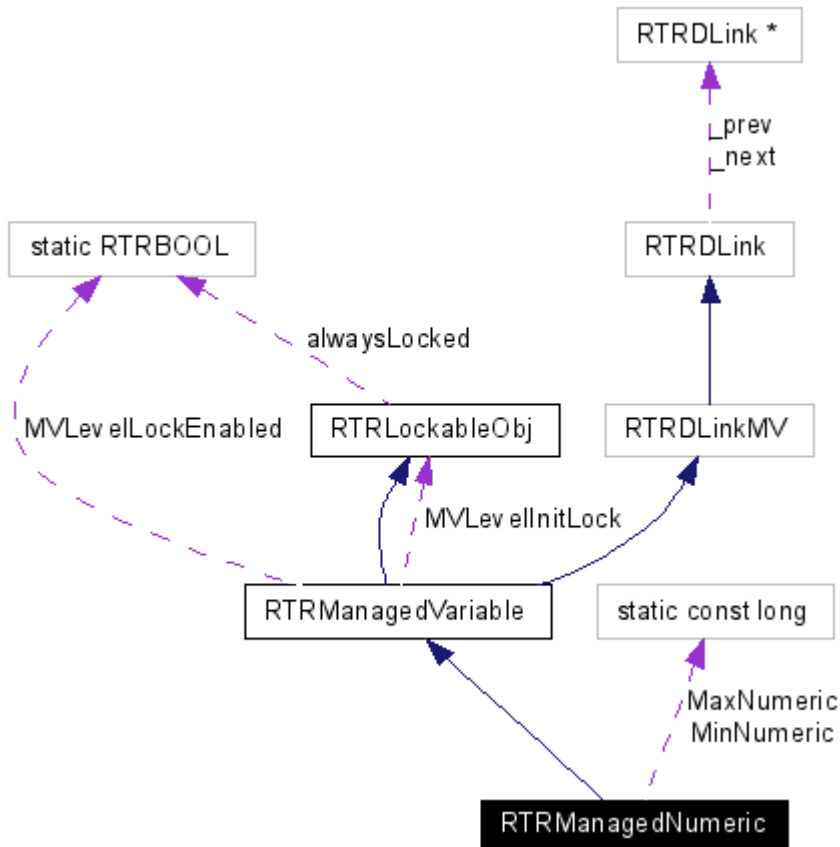 RTRDLink *
_prev
_next
static RTRBOOL
RTRDLink
alwaysLocked
MVLevelLockEnabled
RTRLockableObj
RTRDLinkMV
MVLevelInitLock
RTRManagedVariable
static const long
MaxNumeric
MinNumeric
RTRManagedNumeric